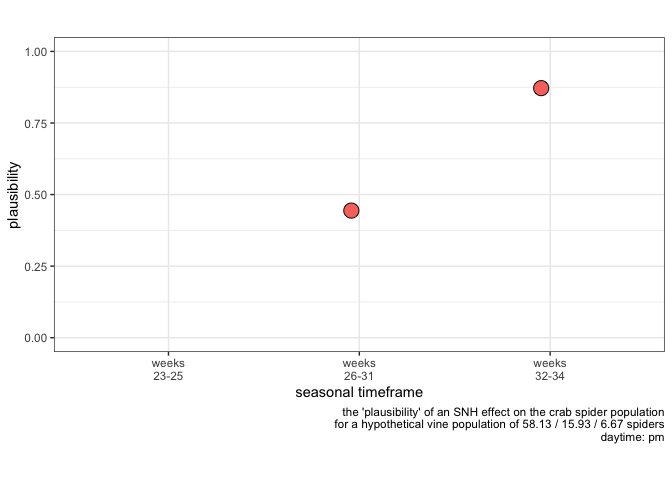 1.00
0.75
0.50
0.25
0.00
plausibility
weeks
23-25
weeks
26-31
weeks
32-34
seasonal timeframe
the 'plausibility' of an SNH effect on the crab spider population
for a hypothetical vine population of 58.13 / 15.93 / 6.67 spiders
daytime: pm